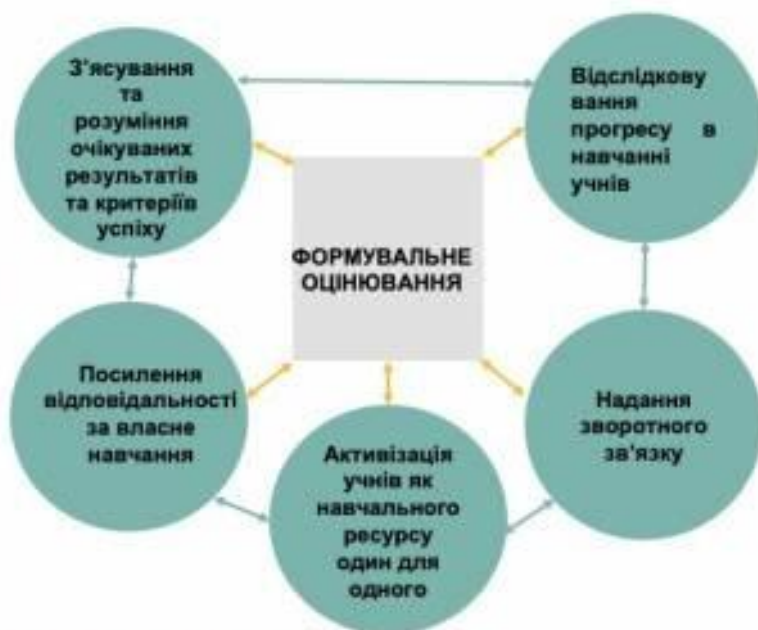 З'ясування
та
розуміння
очікуваних
результатів
та критеріїв
успіху
Відслідкову
вання
прогресу в
навчанні
учнів
ФОРМУВАЛЬНЕ
ОЦІНЮВАННЯ
Посилення
відповідальності
за власне
навчання
Активізація
учнів як
навчального
ресурсу
один для
одного
Надання
зворотного
зв'язку